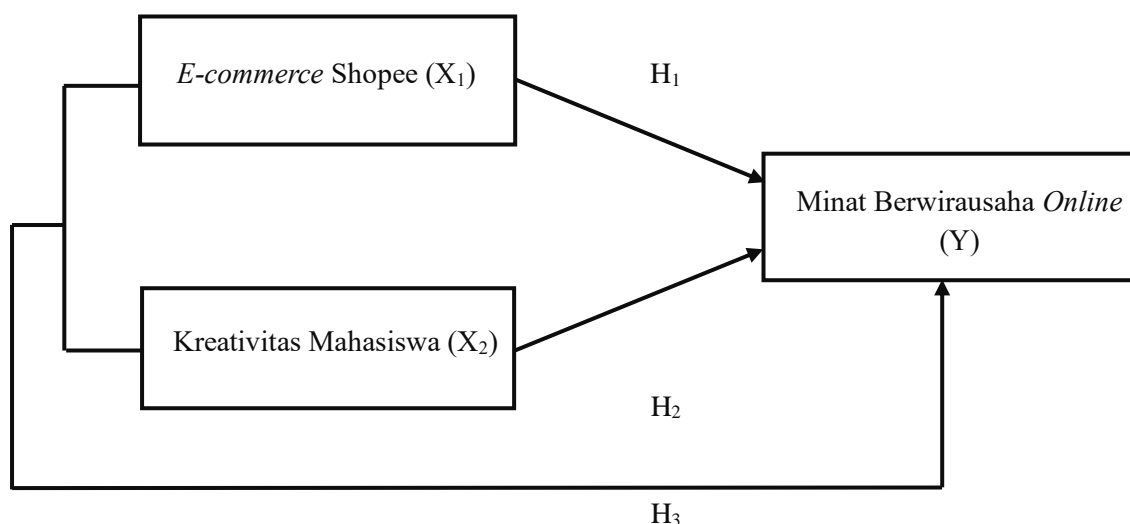 E-commerce Shopee (X₁)
H₁
Minat Berwirausaha Online
(Y)
Kreativitas Mahasiswa (X₂)
H₂
H₃